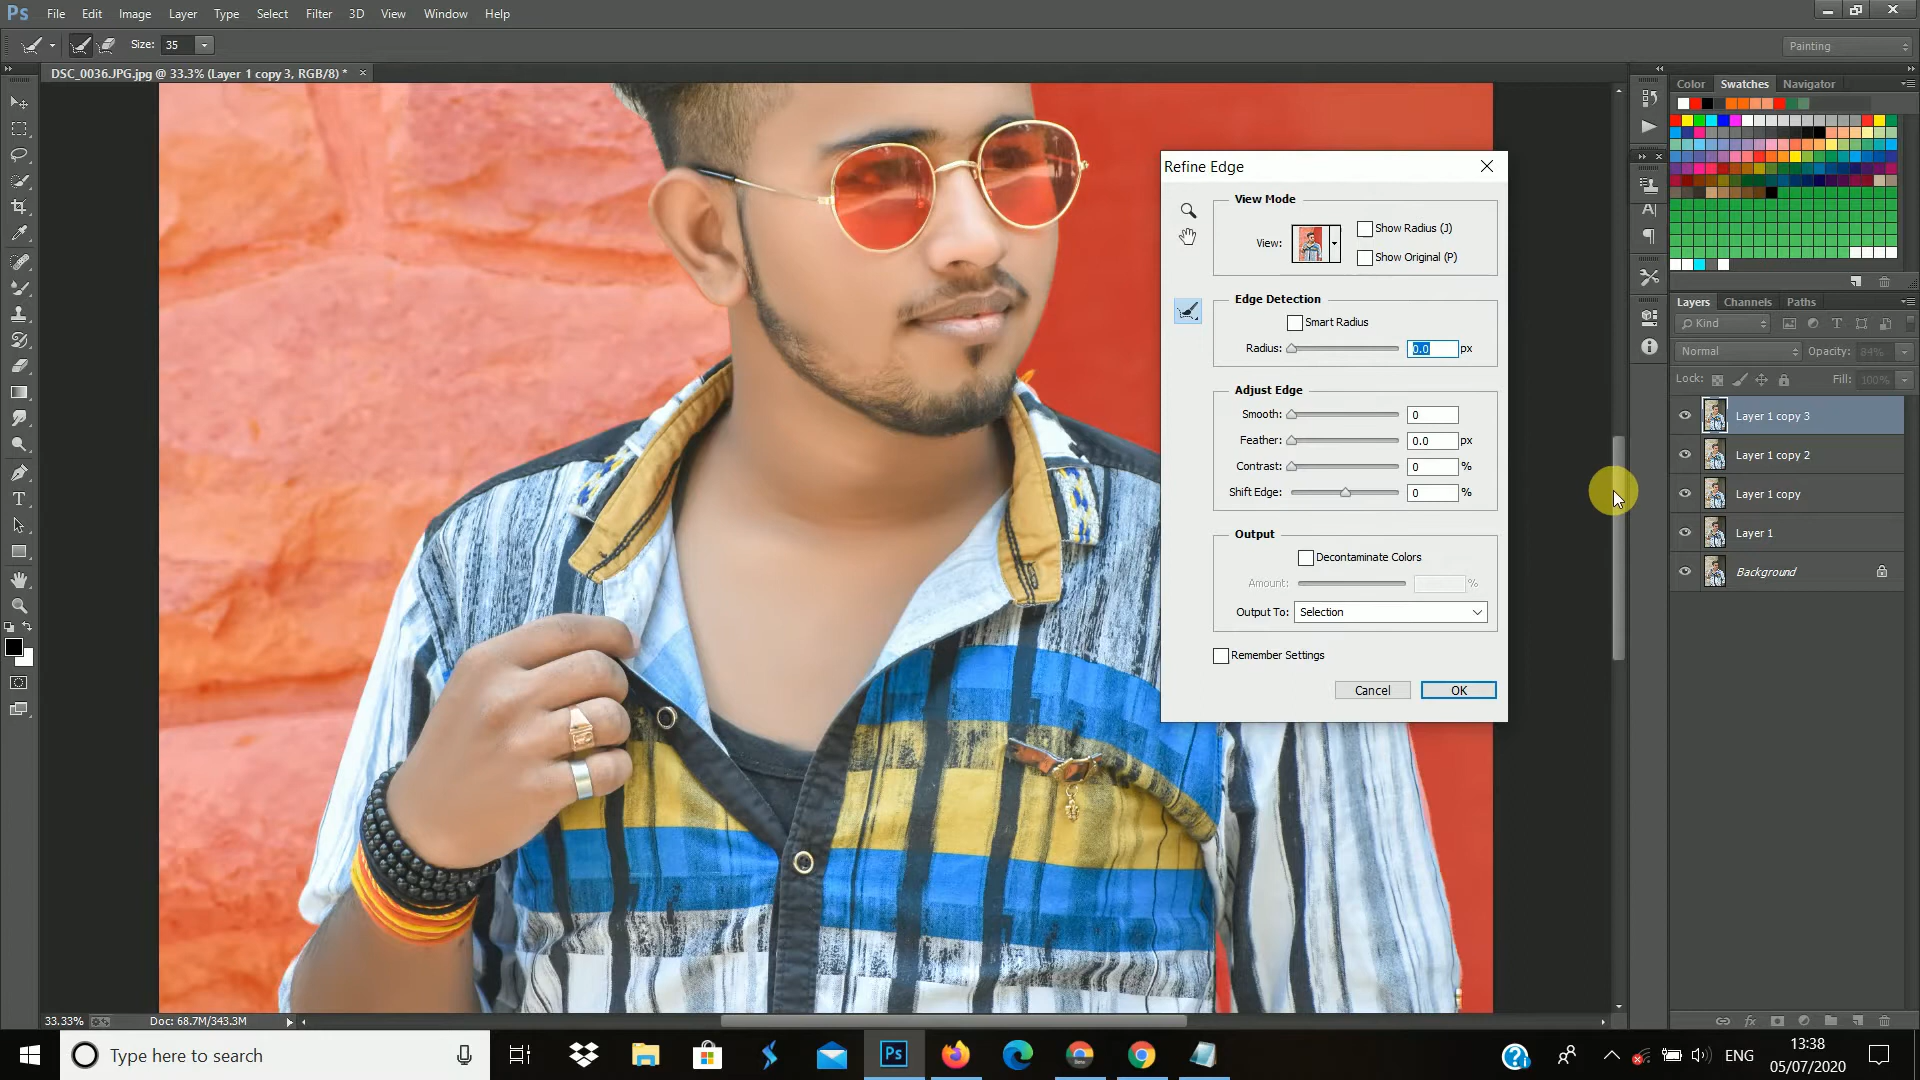 Ps File Edit Image Layer Type Select Filter 3D View Window Help
Size: 35
Painting
DSC_0036.JPG.jpg @ 33.3% (Layer 1 copy 3, RGB/8) *
Color Swatches Navigator
Refine Edge
View Mode
View:
Show Radius (J)
Show Original (P)
Edge Detection
Smart Radius
Radius: 0.0 px
Adjust Edge
Smooth: 0
Feather: 0.0 px
Contrast: 0 %
Shift Edge: 0 %
Output
Decontaminate Colors
Amount: %
Output To: Selection
Remember Settings
Cancel OK
Layers Channels Paths
Kind
Normal Opacity: 84%
Lock: Fill: 100%
Layer 1 copy 3
Layer 1 copy 2
Layer 1 copy
Layer 1
Background
33.33% Doc: 68.7M/343.3M
Type here to search
Ps
ENG
13:38
05/07/2020